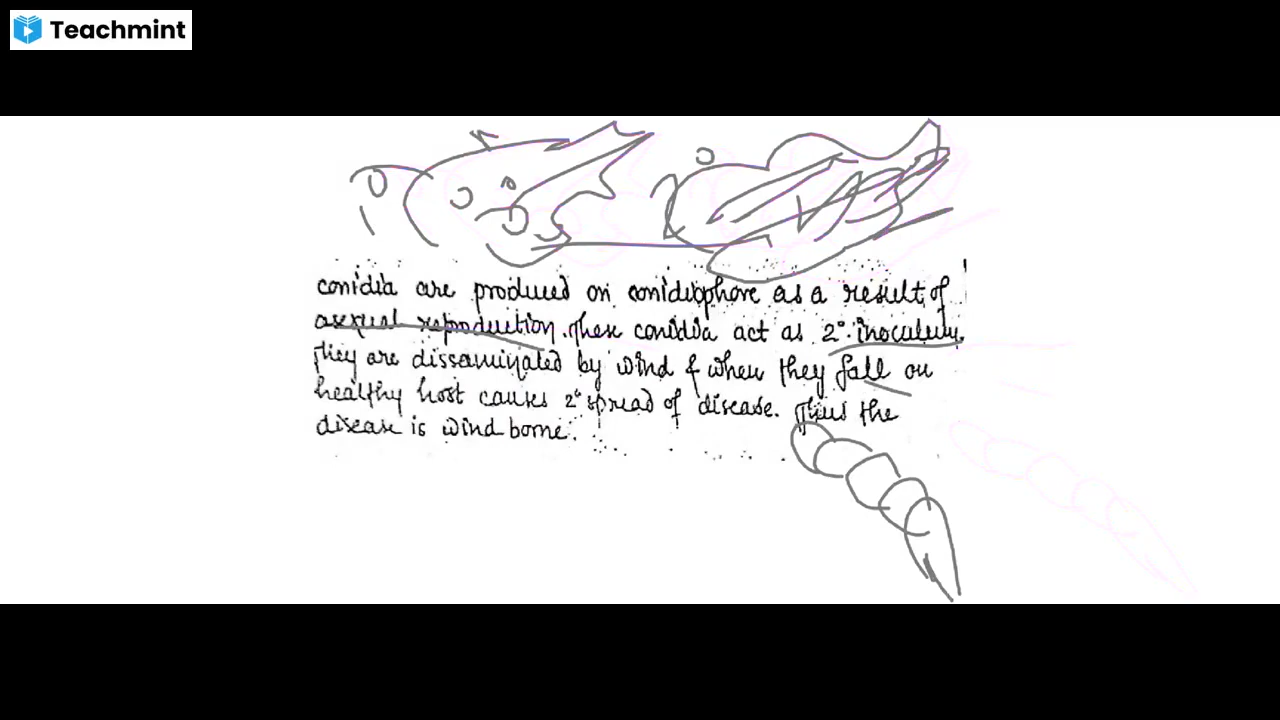 Teachmint
conidia are produced on conidiophore as a result of
asexual reproduction. These conidia act as 2° inoculum.
They are dissaminated by wind & when they fall on
healthy host causes 2° spread of disease. Thus the
disease is wind borne.